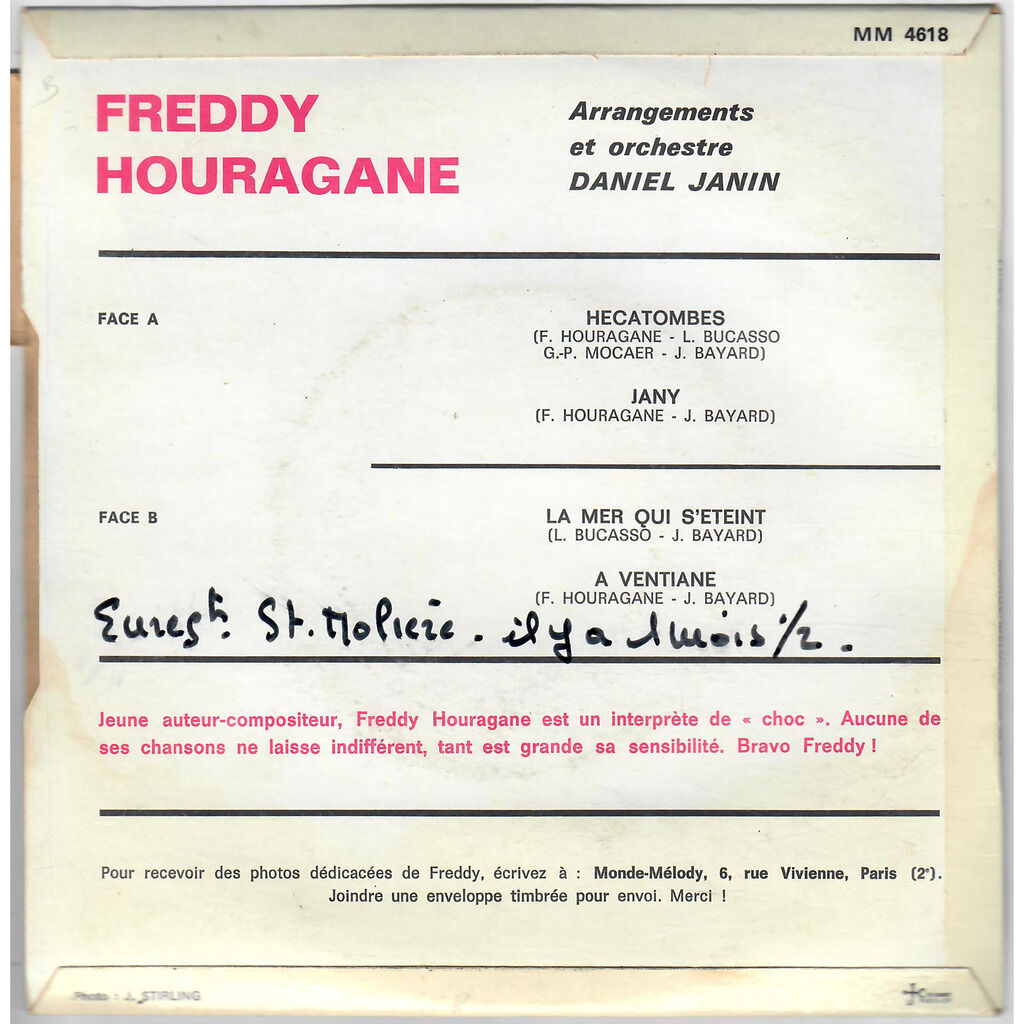 MM 4618
FREDDY
HOURAGANE
Arrangements
et orchestre
DANIEL JANIN
FACE A
HECATOMBES
(F. HOURAGANE - L. BUCASSO
G.-P. MOCAER - J. BAYARD)
JANY
(F. HOURAGANE - J. BAYARD)
FACE B
LA MER QUI S'ETEINT
(L. BUCASSO - J. BAYARD)
A VENTIANE
(F. HOURAGANE - J. BAYARD)
Euregt. St. Molière. il y a 1 mois 1/2.
Jeune auteur-compositeur, Freddy Houragane est un interprète de « choc ». Aucune de
ses chansons ne laisse indifférent, tant est grande sa sensibilité. Bravo Freddy !
Pour recevoir des photos dédicacées de Freddy, écrivez à : Monde-Mélody, 6, rue Vivienne, Paris (2e).
Joindre une enveloppe timbrée pour envoi. Merci !
Photo : J. STIRLING